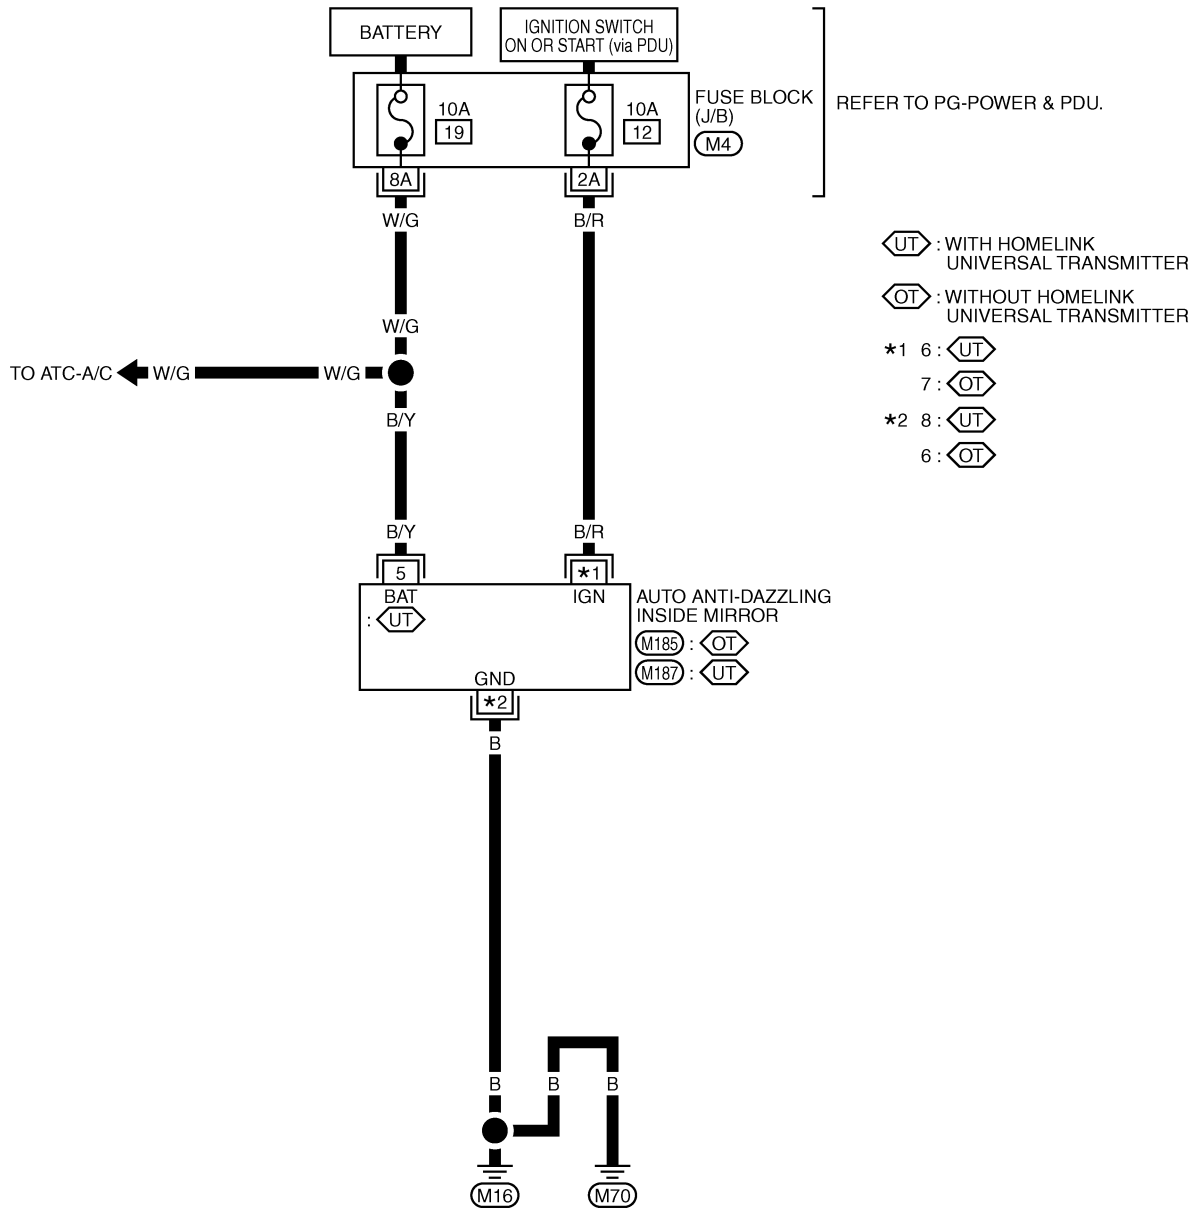 BATTERY
IGNITION SWITCH
ON OR START (via PDU)
10A
19
10A
12
FUSE BLOCK
(J/B)
M4
REFER TO PG-POWER & PDU.
8A
2A
W/G
B/R
UT : WITH HOMELINK
UNIVERSAL TRANSMITTER
OT : WITHOUT HOMELINK
UNIVERSAL TRANSMITTER
*1 6 : UT
7 : OT
*2 8 : UT
6 : OT
W/G
TO ATC-A/C
W/G
W/G
B/Y
B/Y
B/R
5
*1
BAT
IGN
: UT
AUTO ANTI-DAZZLING
INSIDE MIRROR
M185 : OT
M187 : UT
GND
*2
B
B
B
B
M16
M70